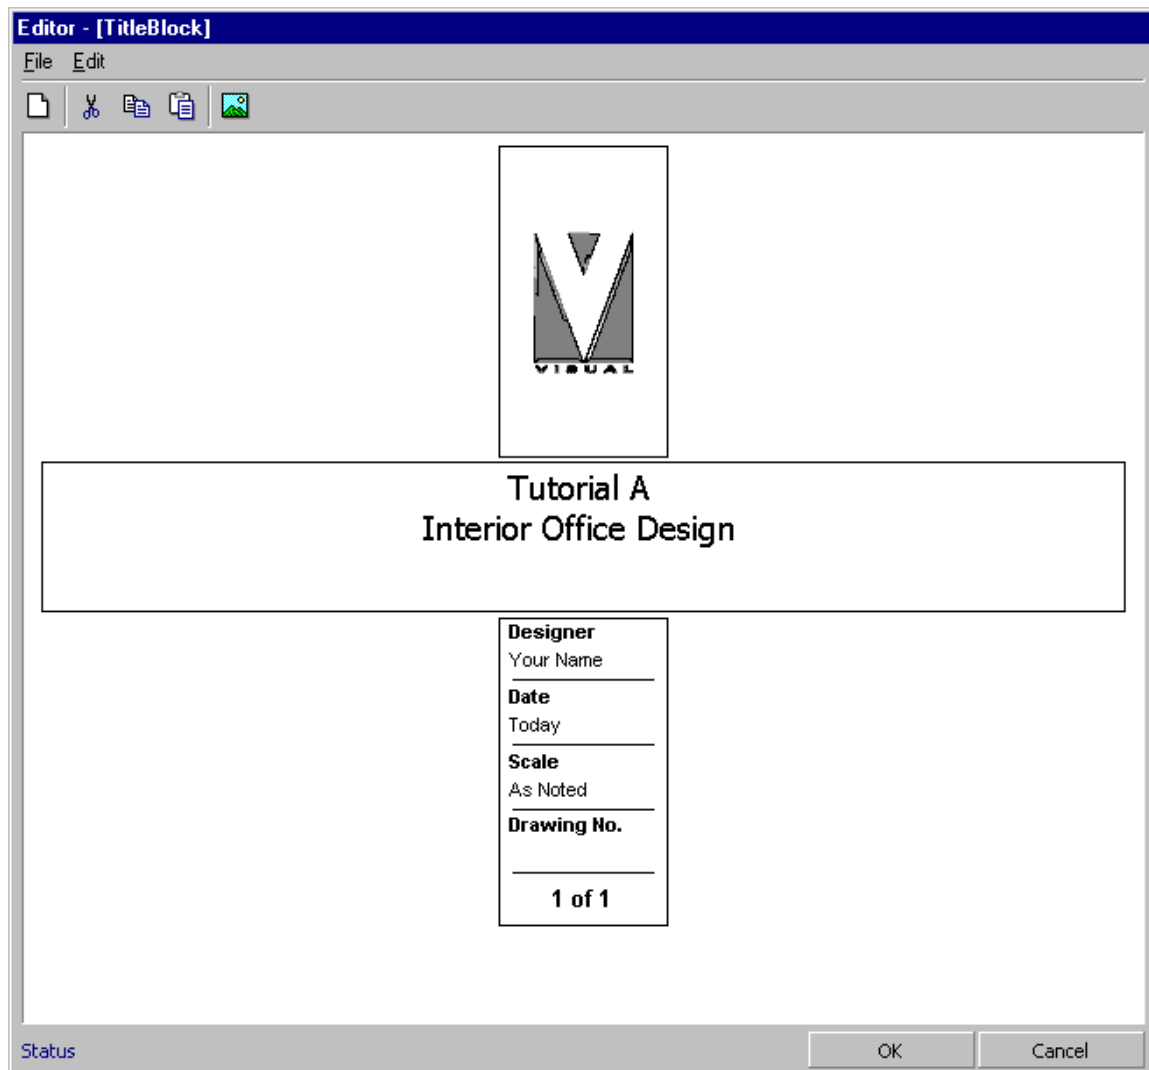 Editor - [TitleBlock]
File Edit
VISUAL
Tutorial A
Interior Office Design
Designer
Your Name
Date
Today
Scale
As Noted
Drawing No.
1 of 1
Status OK Cancel